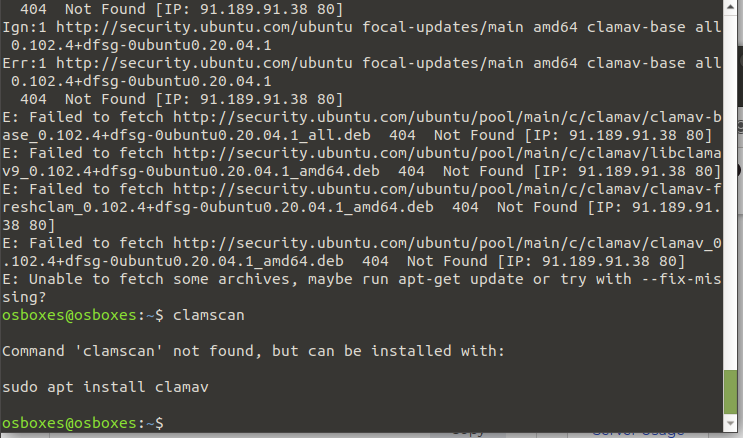 404  Not Found [IP: 91.189.91.38 80]
Ign:1 http://security.ubuntu.com/ubuntu focal-updates/main amd64 clamav-base all
 0.102.4+dfsg-0ubuntu0.20.04.1
Err:1 http://security.ubuntu.com/ubuntu focal-updates/main amd64 clamav-base all
 0.102.4+dfsg-0ubuntu0.20.04.1
  404  Not Found [IP: 91.189.91.38 80]
E: Failed to fetch http://security.ubuntu.com/ubuntu/pool/main/c/clamav/clamav-b
ase_0.102.4+dfsg-0ubuntu0.20.04.1_all.deb  404  Not Found [IP: 91.189.91.38 80]
E: Failed to fetch http://security.ubuntu.com/ubuntu/pool/main/c/clamav/libclama
v9_0.102.4+dfsg-0ubuntu0.20.04.1_amd64.deb  404  Not Found [IP: 91.189.91.38 80]
E: Failed to fetch http://security.ubuntu.com/ubuntu/pool/main/c/clamav/clamav-f
reshclam_0.102.4+dfsg-0ubuntu0.20.04.1_amd64.deb  404  Not Found [IP: 91.189.91.
38 80]
E: Failed to fetch http://security.ubuntu.com/ubuntu/pool/main/c/clamav/clamav_0
.102.4+dfsg-0ubuntu0.20.04.1_amd64.deb  404  Not Found [IP: 91.189.91.38 80]
E: Unable to fetch some archives, maybe run apt-get update or try with --fix-mis
sing?
osboxes@osboxes:~$ clamscan
Command 'clamscan' not found, but can be installed with:
sudo apt install clamav
osboxes@osboxes:~$